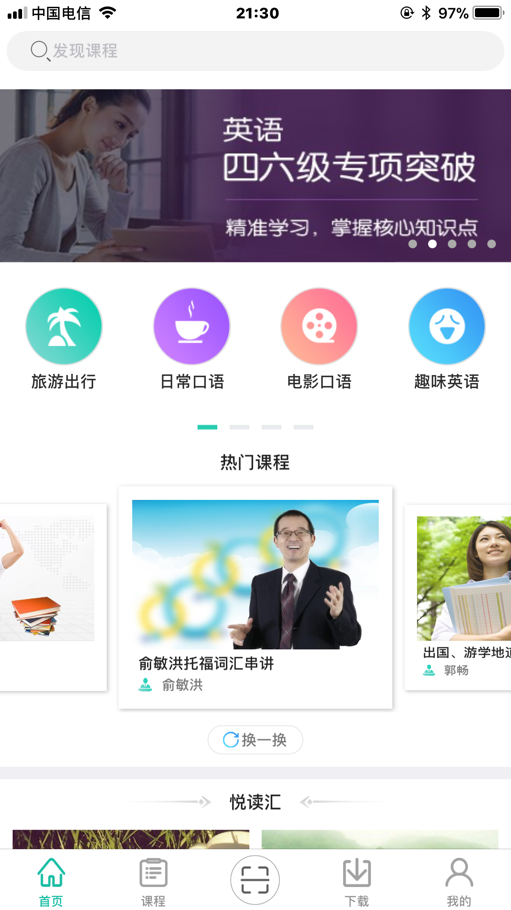 中国电信
21:30
97%
发现课程
英语
四六级专项突破
精准学习，掌握核心知识点
旅游出行
日常口语
电影口语
趣味英语
热门课程
俞敏洪托福词汇串讲
俞敏洪
出国、游学地道
郭畅
换一换
悦读汇
首页
课程
下载
我的